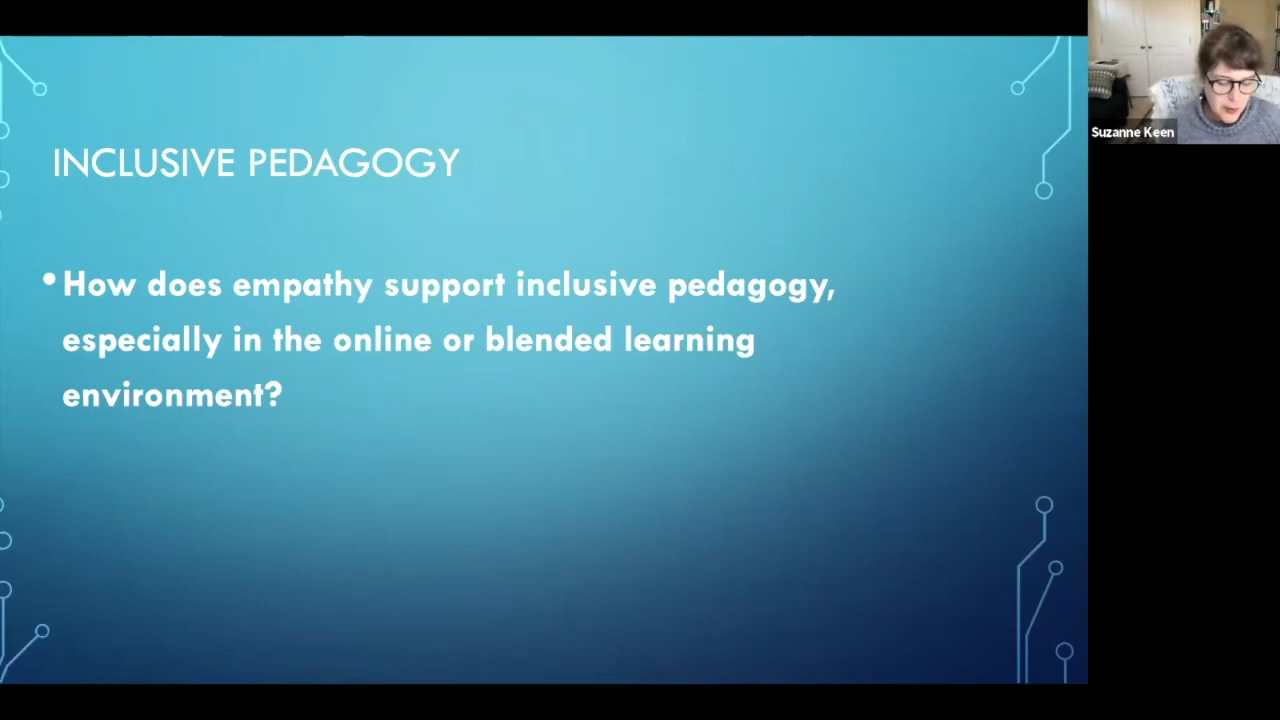 INCLUSIVE PEDAGOGY
• How does empathy support inclusive pedagogy,
especially in the online or blended learning
environment?
Suzanne Keen